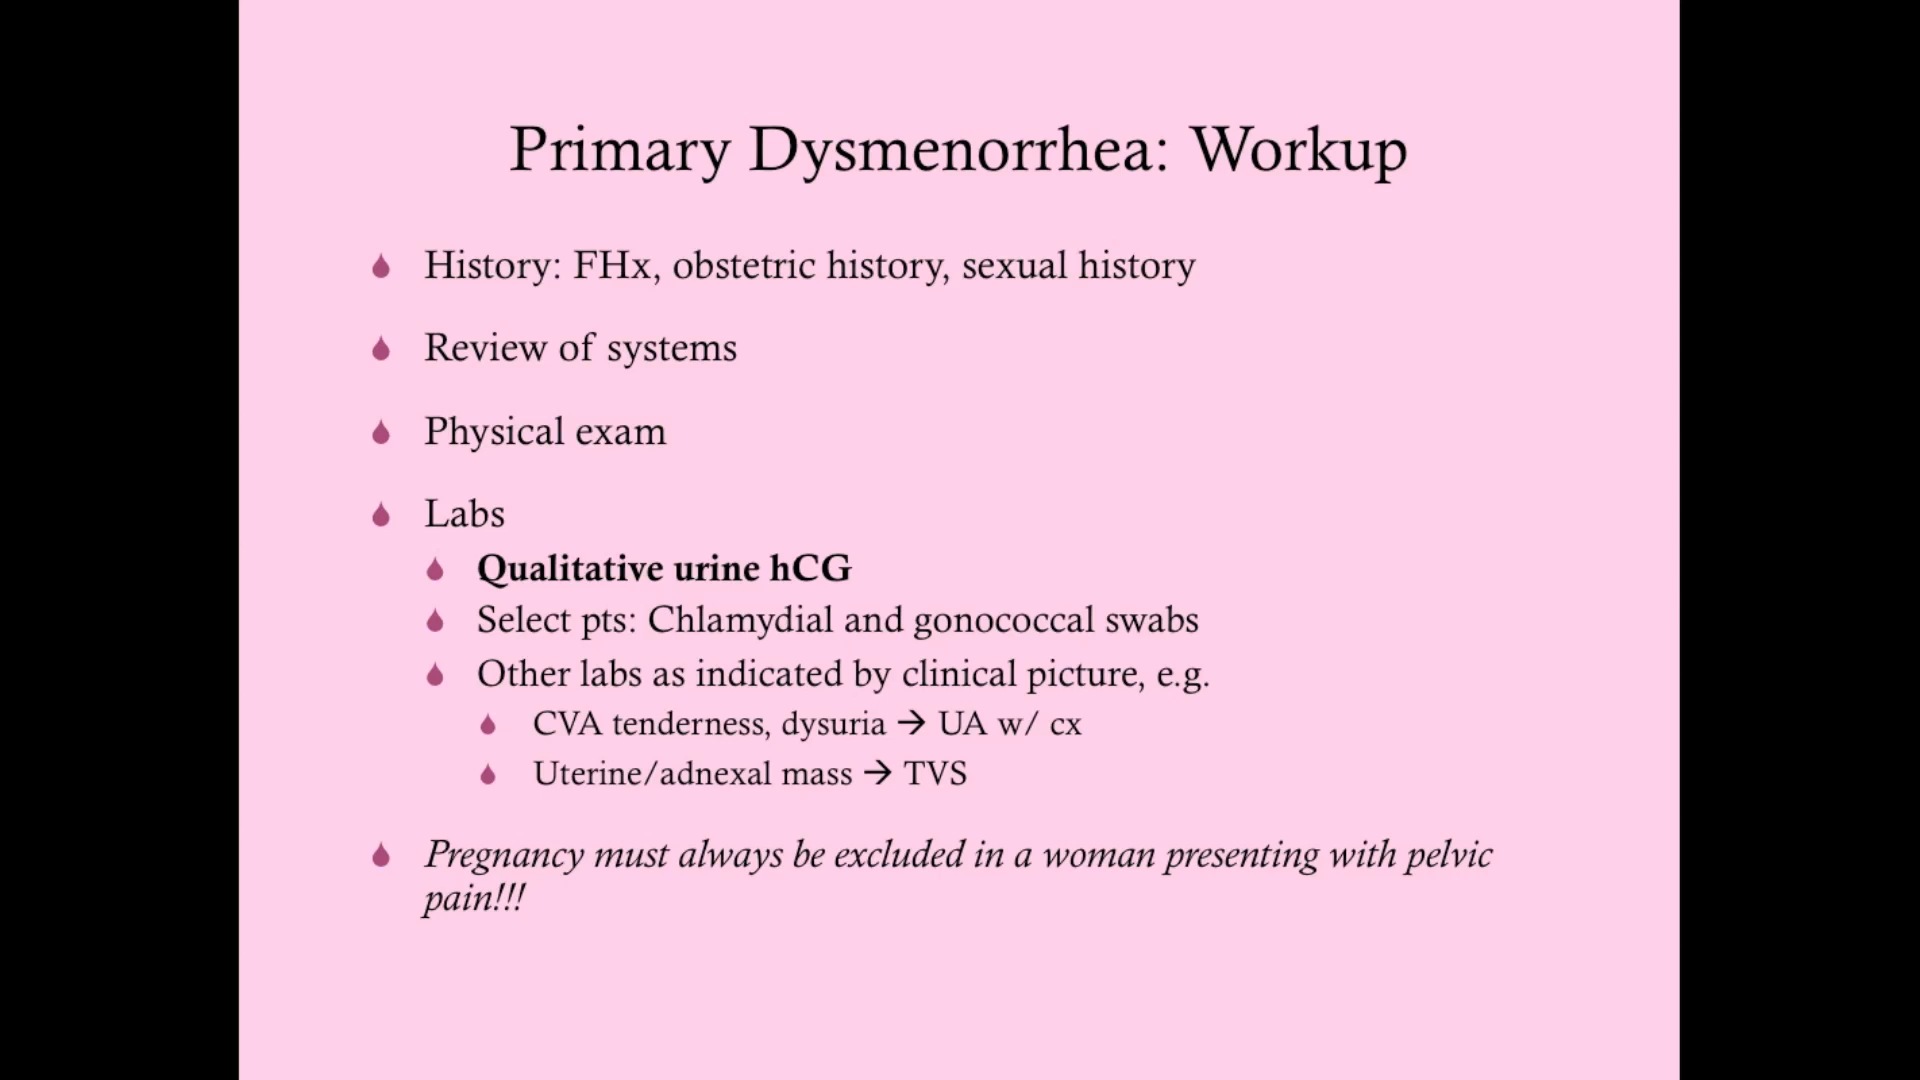 Primary Dysmenorrhea: Workup
History: FHx, obstetric history, sexual history
Review of systems
Physical exam
Labs
Qualitative urine hCG
Select pts: Chlamydial and gonococcal swabs
Other labs as indicated by clinical picture, e.g.
CVA tenderness, dysuria → UA w/ cx
Uterine/adnexal mass → TVS
Pregnancy must always be excluded in a woman presenting with pelvic
pain!!!